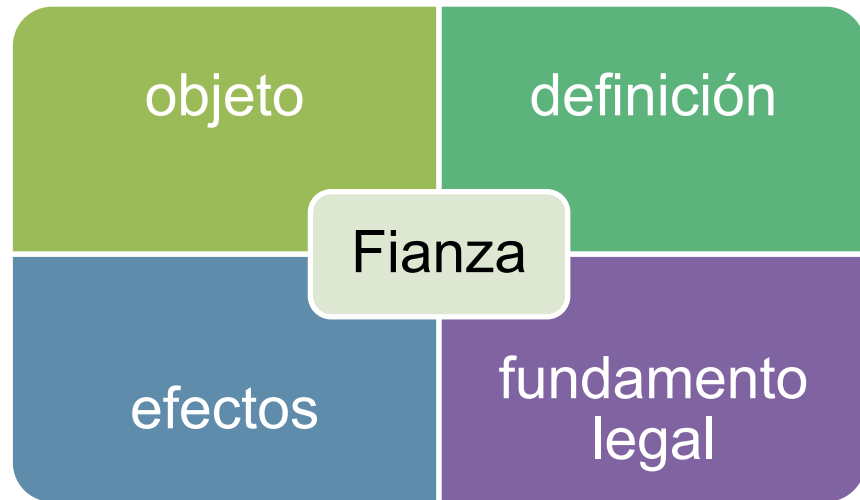 objeto
definición
Fianza
efectos
fundamento
legal